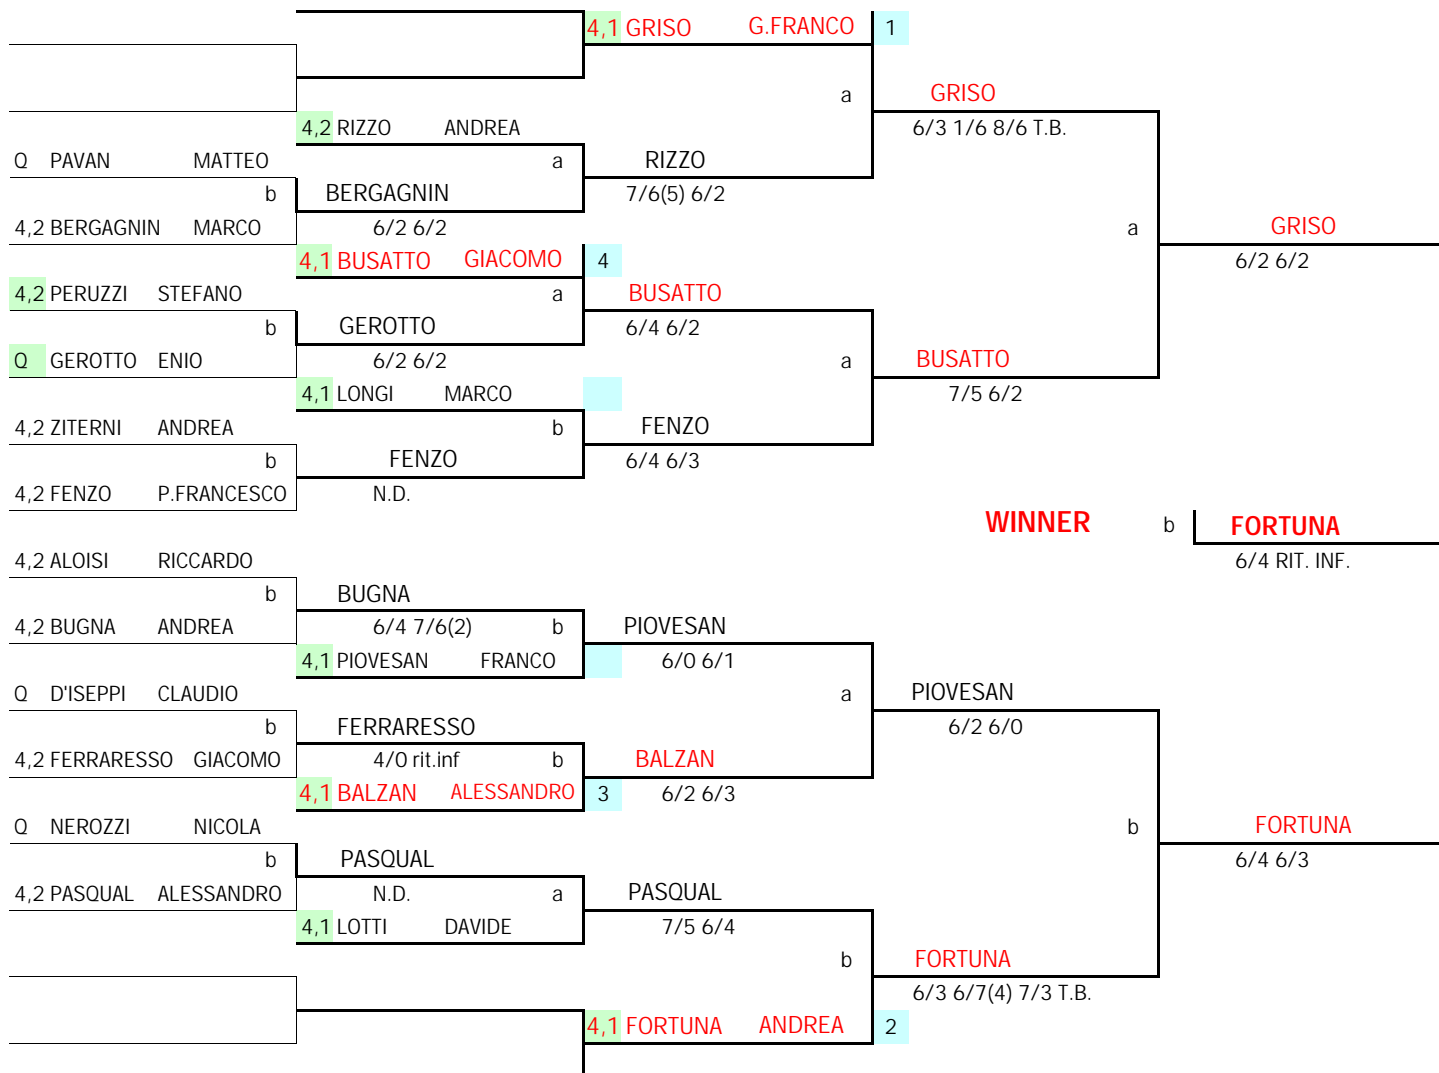 4,1 GRISO G.FRANCO 1
a GRISO
4,2 RIZZO ANDREA 6/3 1/6 8/6 T.B.
Q PAVAN MATTEO a RIZZO
b BERGAGNIN 7/6(5) 6/2
4,2 BERGAGNIN MARCO 6/2 6/2 a GRISO
4,1 BUSATTO GIACOMO 4 6/2 6/2
4,2 PERUZZI STEFANO a BUSATTO
b GEROTTO 6/4 6/2
Q GEROTTO ENIO 6/2 6/2 a BUSATTO
4,1 LONGI MARCO 7/5 6/2
4,2 ZITERNI ANDREA b FENZO
b FENZO 6/4 6/3
4,2 FENZO P.FRANCESCO N.D.
WINNER b FORTUNA
4,2 ALOISI RICCARDO 6/4 RIT. INF.
b BUGNA
4,2 BUGNA ANDREA 6/4 7/6(2) b PIOVESAN
4,1 PIOVESAN FRANCO 6/0 6/1
Q D'ISEPPI CLAUDIO a PIOVESAN
b FERRARESSO 6/2 6/0
4,2 FERRARESSO GIACOMO 4/0 rit.inf b BALZAN
4,1 BALZAN ALESSANDRO 3 6/2 6/3
Q NEROZZI NICOLA b FORTUNA
b PASQUAL 6/4 6/3
4,2 PASQUAL ALESSANDRO N.D. a PASQUAL
4,1 LOTTI DAVIDE 7/5 6/4
b FORTUNA
6/3 6/7(4) 7/3 T.B.
4,1 FORTUNA ANDREA 2